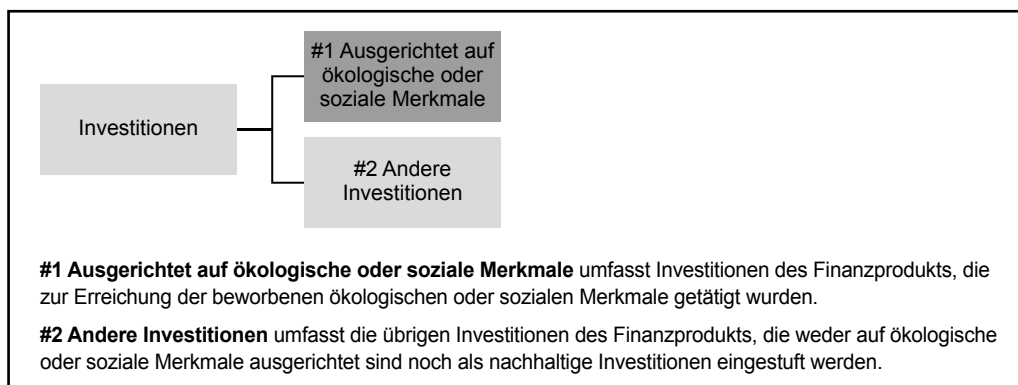 #1 Ausgerichtet auf
ökologische oder
soziale Merkmale
Investitionen
#2 Andere
Investitionen
#1 Ausgerichtet auf ökologische oder soziale Merkmale umfasst Investitionen des Finanzprodukts, die
zur Erreichung der beworbenen ökologischen oder sozialen Merkmale getätigt wurden.
#2 Andere Investitionen umfasst die übrigen Investitionen des Finanzprodukts, die weder auf ökologische
oder soziale Merkmale ausgerichtet sind noch als nachhaltige Investitionen eingestuft werden.